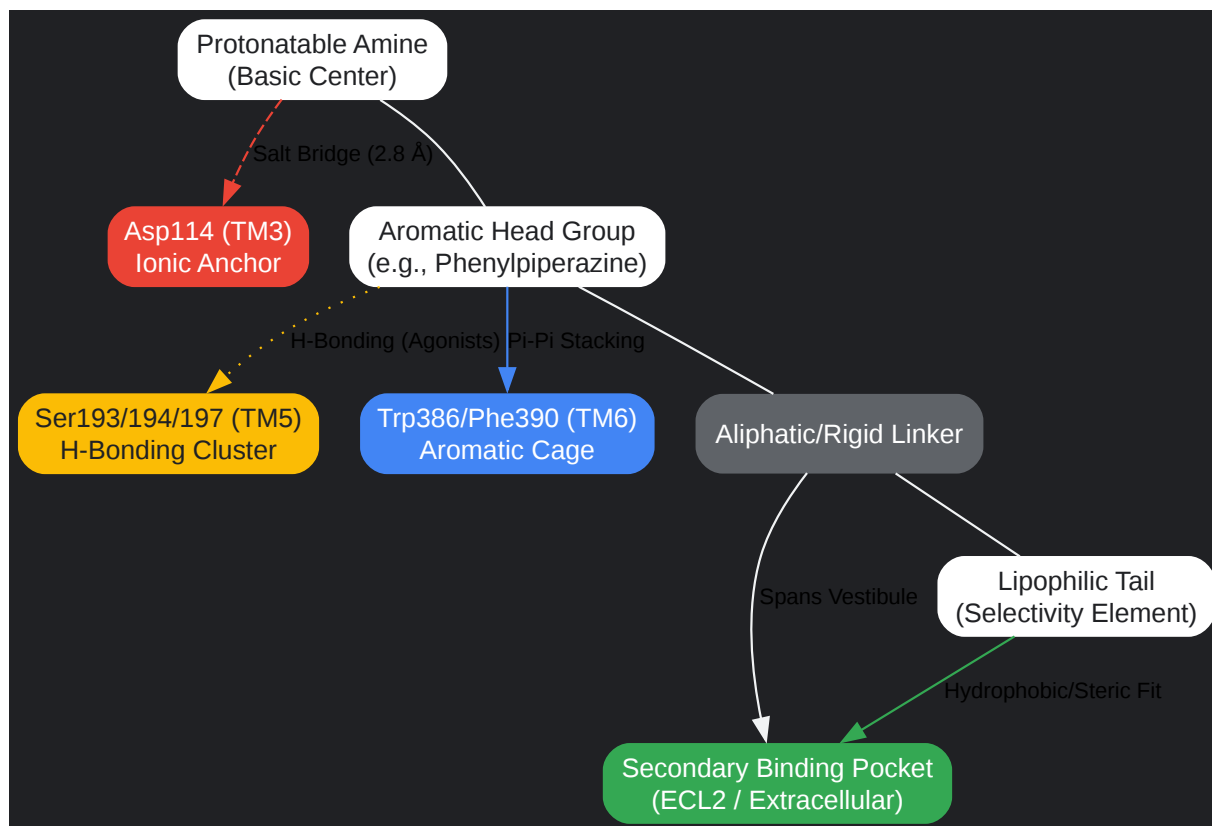 Protonatable Amine
(Basic Center)
Salt Bridge (2.8 Å)
Asp114 (TM3)
Ionic Anchor
Aromatic Head Group
(e.g., Phenylpiperazine)
H-Bonding (Agonists)
Pi-Pi Stacking
Ser193/194/197 (TM5)
H-Bonding Cluster
Trp386/Phe390 (TM6)
Aromatic Cage
Aliphatic/Rigid Linker
Spans Vestibule
Lipophilic Tail
(Selectivity Element)
Hydrophobic/Steric Fit
Secondary Binding Pocket
(ECL2 / Extracellular)